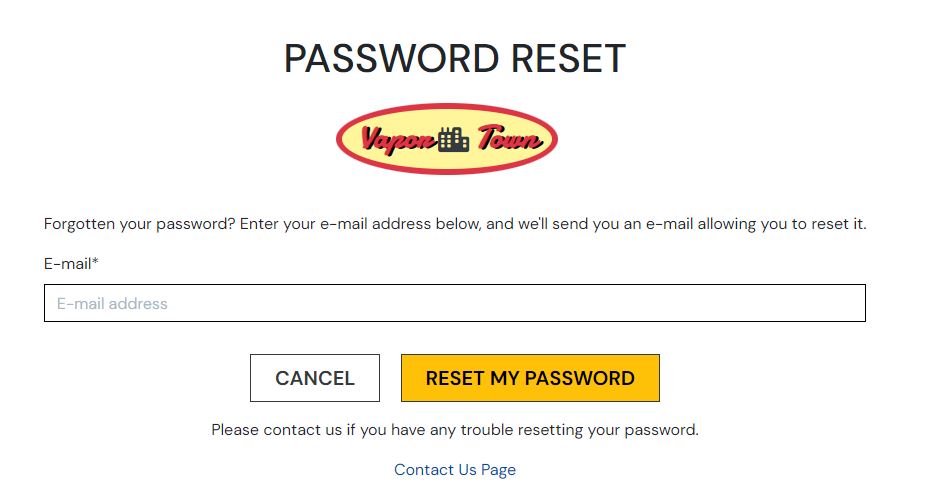 PASSWORD RESET
Vapor Town
Forgotten your password? Enter your e-mail address below, and we'll send you an e-mail allowing you to reset it.
E-mail*
E-mail address
CANCEL
RESET MY PASSWORD
Please contact us if you have any trouble resetting your password.
Contact Us Page